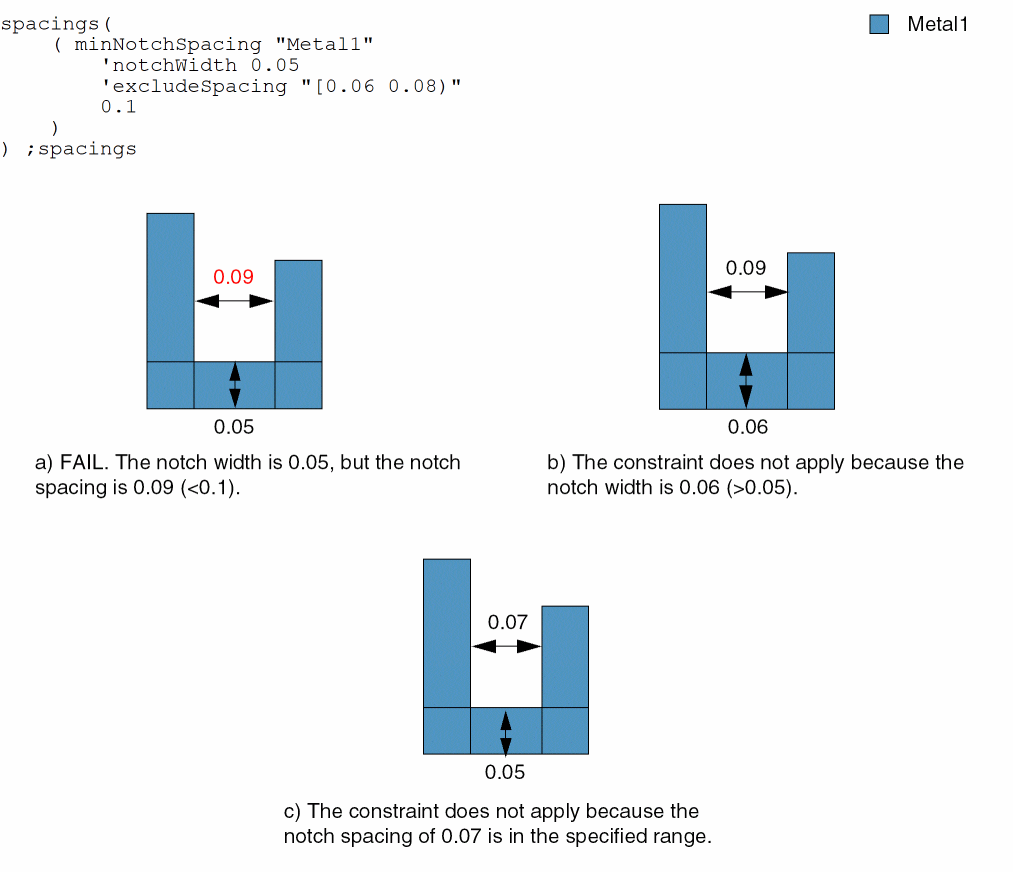 spacings(
( minNotchSpacing "Metal1"
'notchWidth 0.05
'excludeSpacing "[0.06 0.08)"
0.1
)
) ;spacings
Metal1
0.09
0.05
a) FAIL. The notch width is 0.05, but the notch
spacing is 0.09 (<0.1).
0.09
0.06
b) The constraint does not apply because the
notch width is 0.06 (>0.05).
0.07
0.05
c) The constraint does not apply because the
notch spacing of 0.07 is in the specified range.